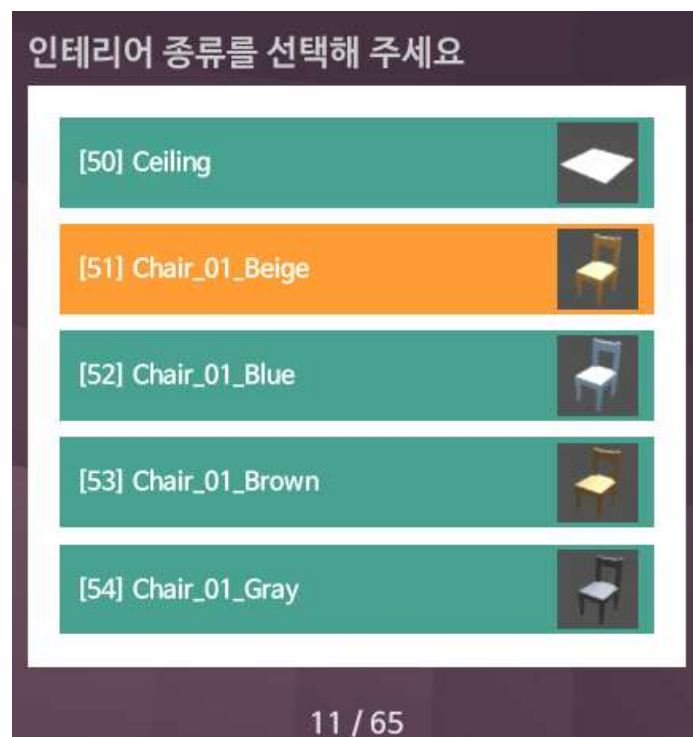 인테리어 종류를 선택해 주세요
[50] Ceiling
[51] Chair_01_Beige
[52] Chair_01_Blue
[53] Chair_01_Brown
[54] Chair_01_Gray
11 / 65